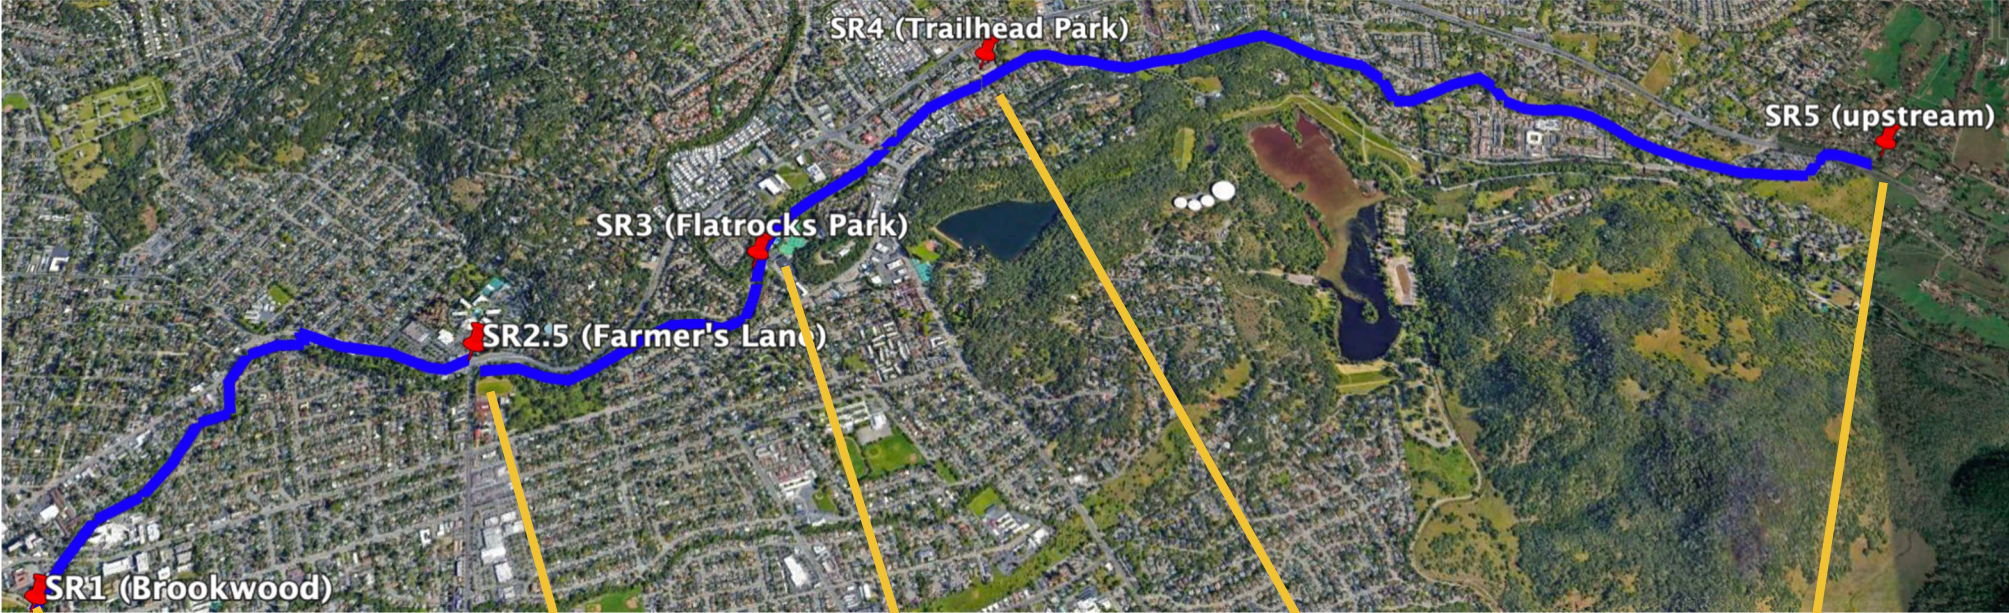 SR4 (Trailhead Park)
SR5 (upstream)
SR3 (Flatrocks Park)
SR2.5 (Farmer's Lane)
SR1 (Brookwood)